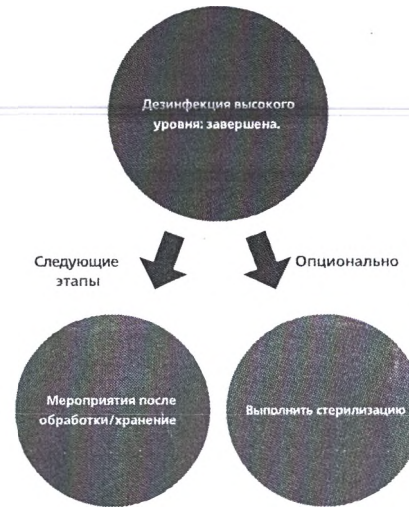 Дезинфекция высокого
уровня: завершена.
Следующие
этапы
Опционально
Мероприятия после
обработки/хранение
Выполнить стерилизацию